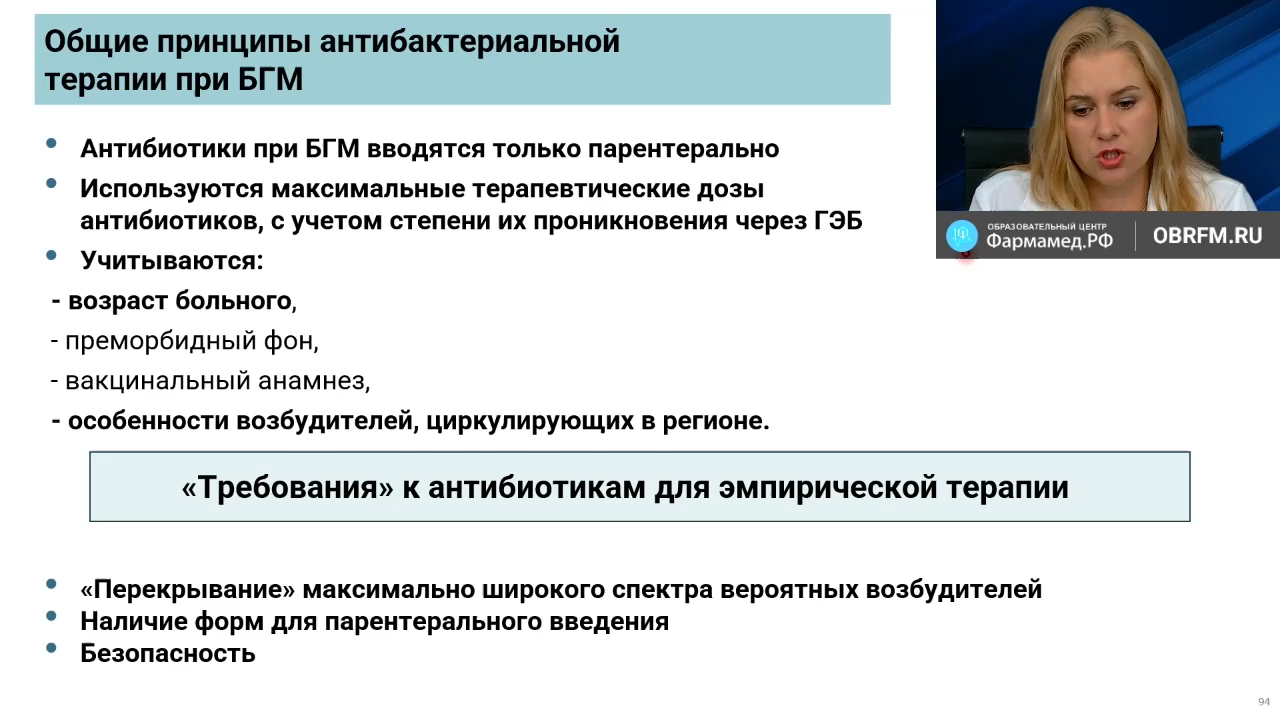 Общие принципы антибактериальной
терапии при БГМ
• Антибиотики при БГМ вводятся только парентерально
• Используются максимальные терапевтические дозы
антибиотиков, с учетом степени их проникновения через ГЭБ
• Учитываются:
- возраст больного,
- преморбидный фон,
- вакцинальный анамнез,
- особенности возбудителей, циркулирующих в регионе.
«Требования» к антибиотикам для эмпирической терапии
• «Перекрывание» максимально широкого спектра вероятных возбудителей
• Наличие форм для парентерального введения
• Безопасность
ОБРАЗОВАТЕЛЬНЫЙ ЦЕНТР
Фармамед.РФ
OBRFM.RU
94